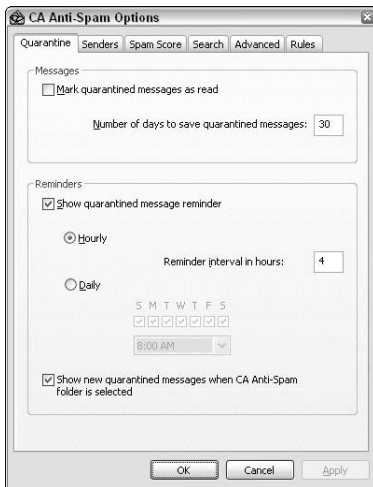 CA Anti-Spam Options
Quarantine Senders Spam Score Search Advanced Rules
Messages
Mark quarantined messages as read
Number of days to save quarantined messages: 30
Reminders
Show quarantined message reminder
Hourly
Reminder interval in hours: 4
Daily
S M T W T F S
8:00 AM
Show new quarantined messages when CA Anti-Spam
folder is selected
OK Cancel Apply